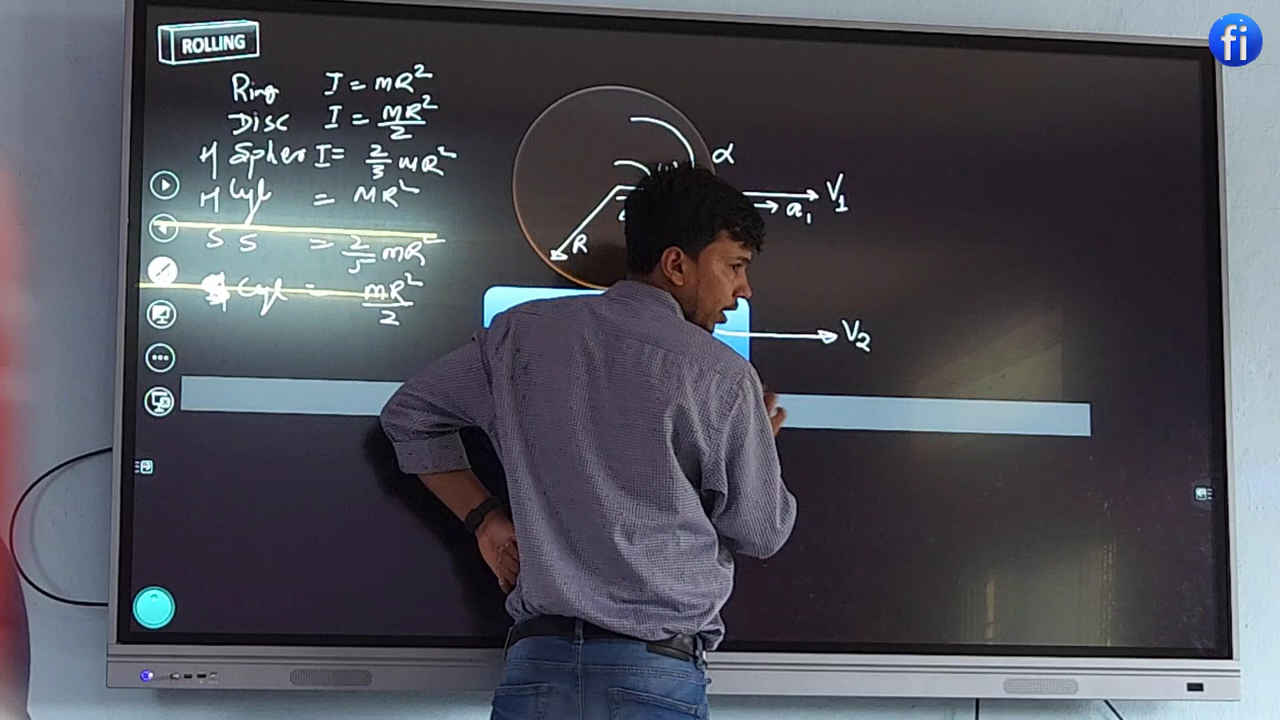 fi
ROLLING
Ring I = mR²
Disc I = MR²/2
H Spher I = 2/3 MR²
H Cyl = MR²
S S = 2/5 mR²
Cyl = mR²/2
α
V₁
a₁
R
V₂